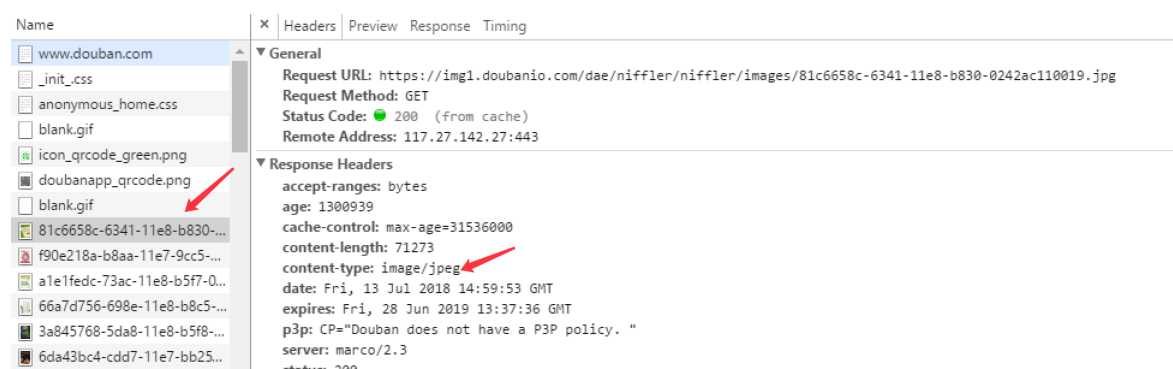 Name
www.douban.com
_init_.css
anonymous_home.css
blank.gif
icon_qrcode_green.png
doubanapp_qrcode.png
blank.gif
81c6658c-6341-11e8-b830-...
f90e218a-b8aa-11e7-9cc5-...
a1e1fedc-73ac-11e8-b5f7-0...
66a7d756-698e-11e8-b8c5-...
3a845768-5da8-11e8-b5f8-...
6da43bc4-cdd7-11e7-bb25...
× Headers Preview Response Timing
▼ General
Request URL: https://img1.doubanio.com/dae/niffler/niffler/images/81c6658c-6341-11e8-b830-0242ac110019.jpg
Request Method: GET
Status Code: 200 (from cache)
Remote Address: 117.27.142.27:443
▼ Response Headers
accept-ranges: bytes
age: 1300939
cache-control: max-age=31536000
content-length: 71273
content-type: image/jpeg
date: Fri, 13 Jul 2018 14:59:53 GMT
expires: Fri, 28 Jun 2019 13:37:36 GMT
p3p: CP="Douban does not have a P3P policy. "
server: marco/2.3
status: 200